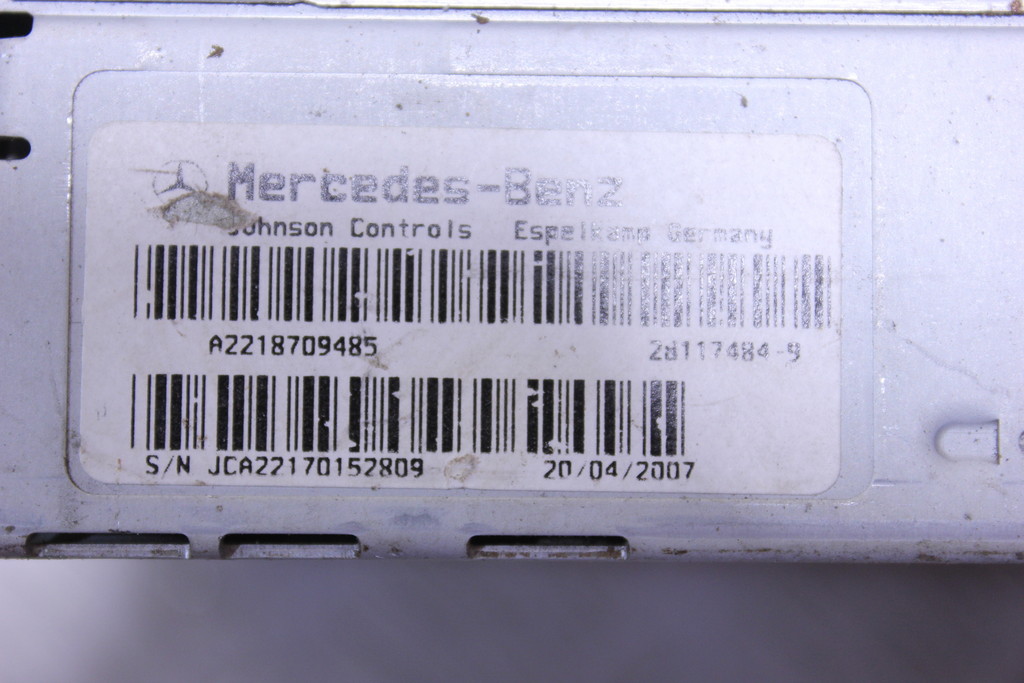 Mercedes-Benz
Johnson Controls Espelkamp Germany
A2218709485 28117484-9
S/N JCA22170152809 20/04/2007